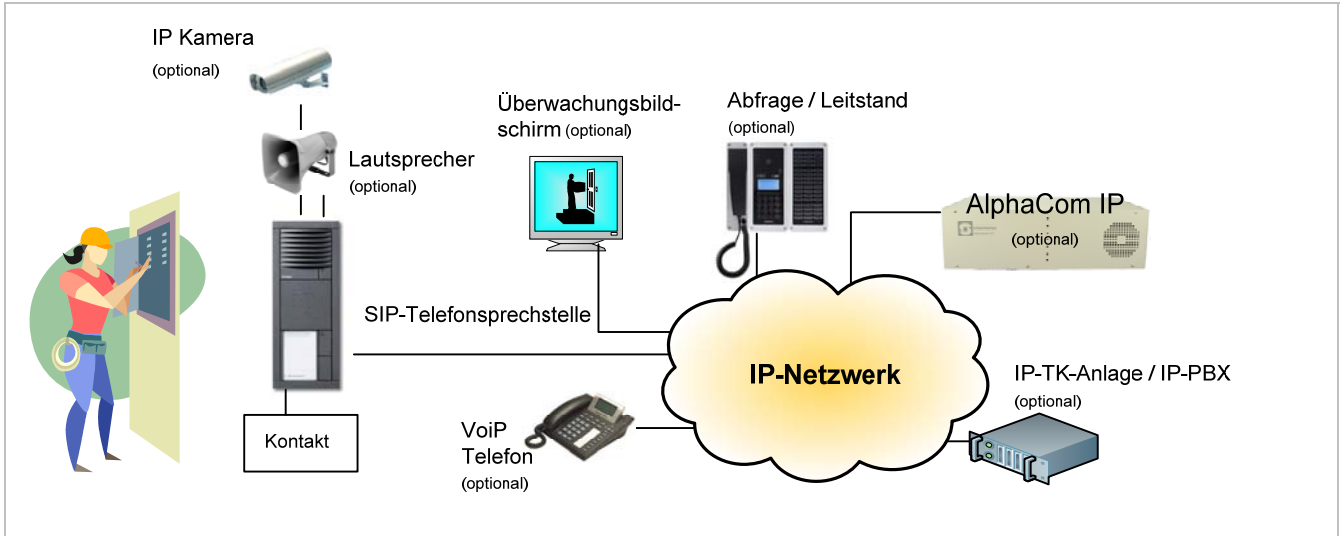 IP Kamera
(optional)
Lautsprecher
(optional)
Überwachungsbild-
schirm (optional)
Abfrage / Leitstand
(optional)
AlphaCom IP
(optional)
SIP-Telefonsprechstelle
IP-Netzwerk
IP-TK-Anlage / IP-PBX
(optional)
Kontakt
VoiP
Telefon
(optional)